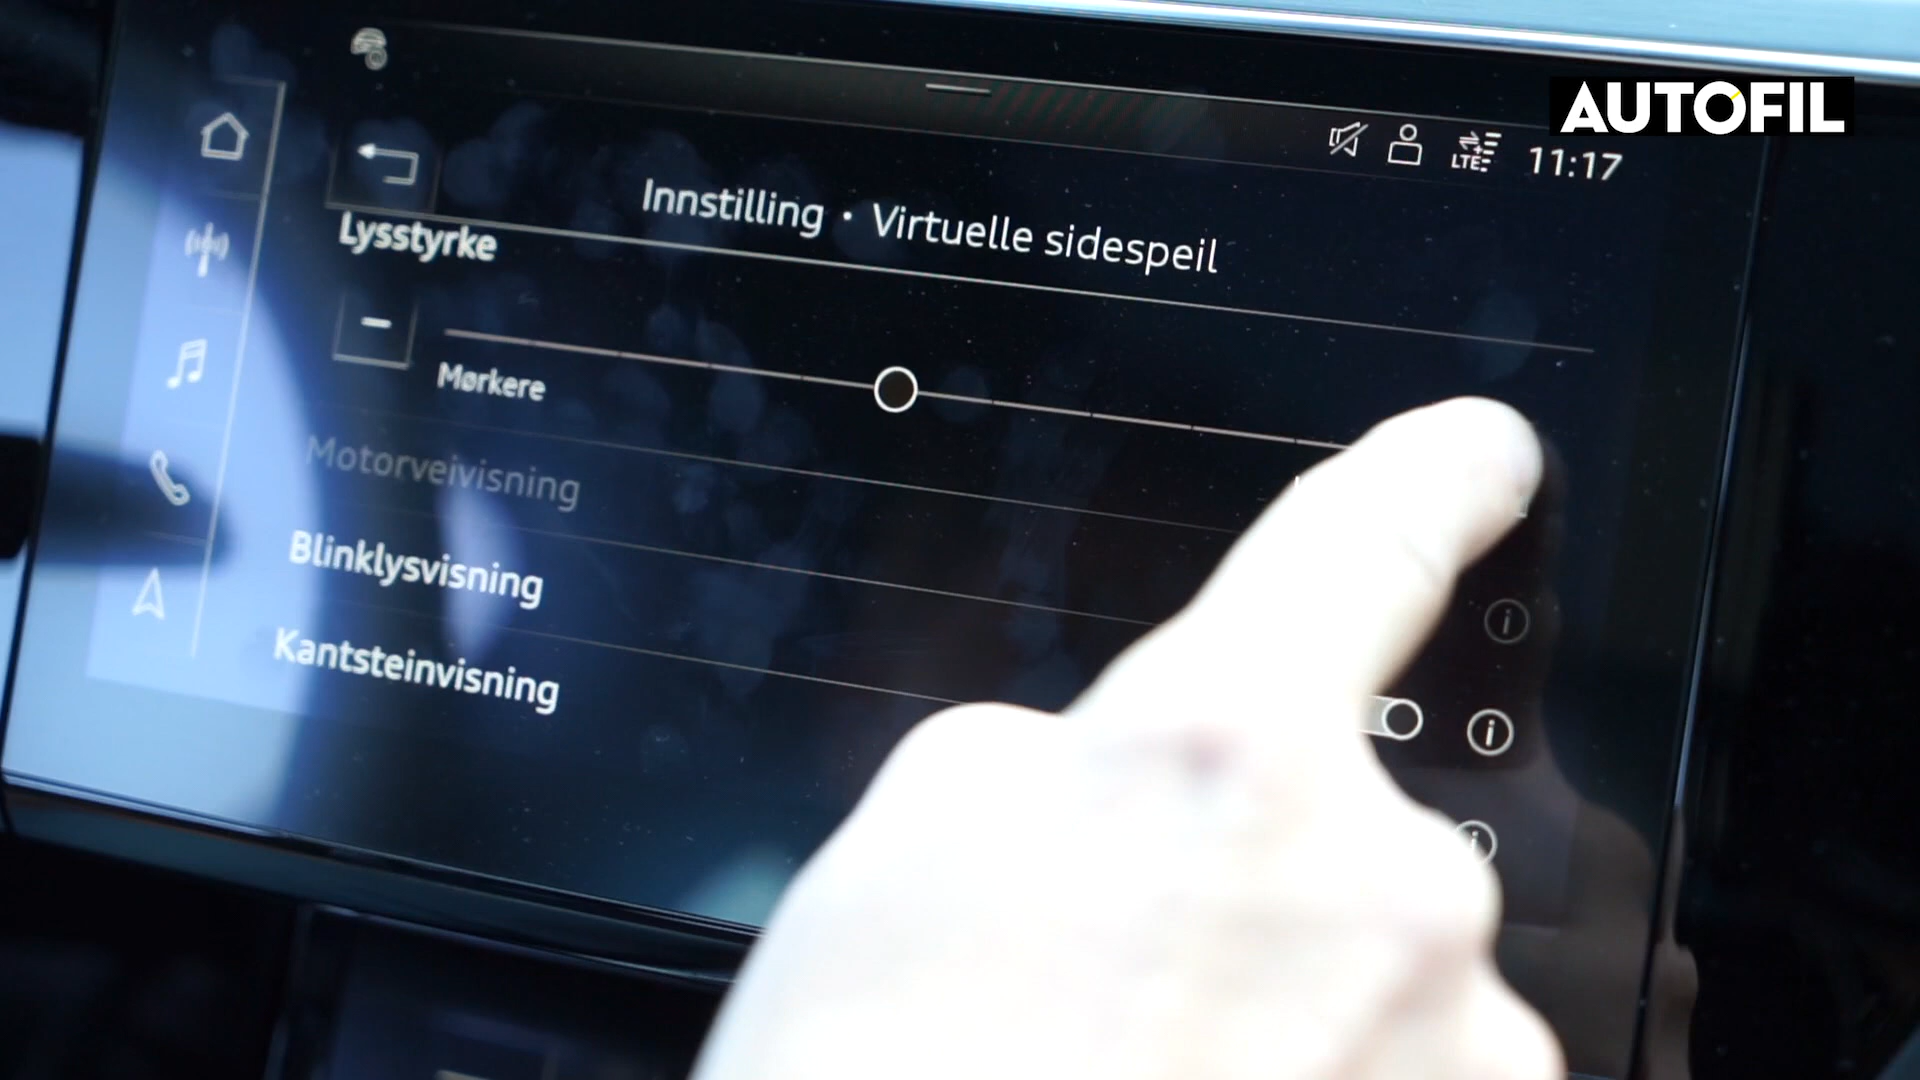 AUTOFIL
LTE 11:17
Innstilling • Virtuelle sidespeil
Lysstyrke
Mørkere
Motorveivisning
Blinklysvisning
Kantsteinvisning